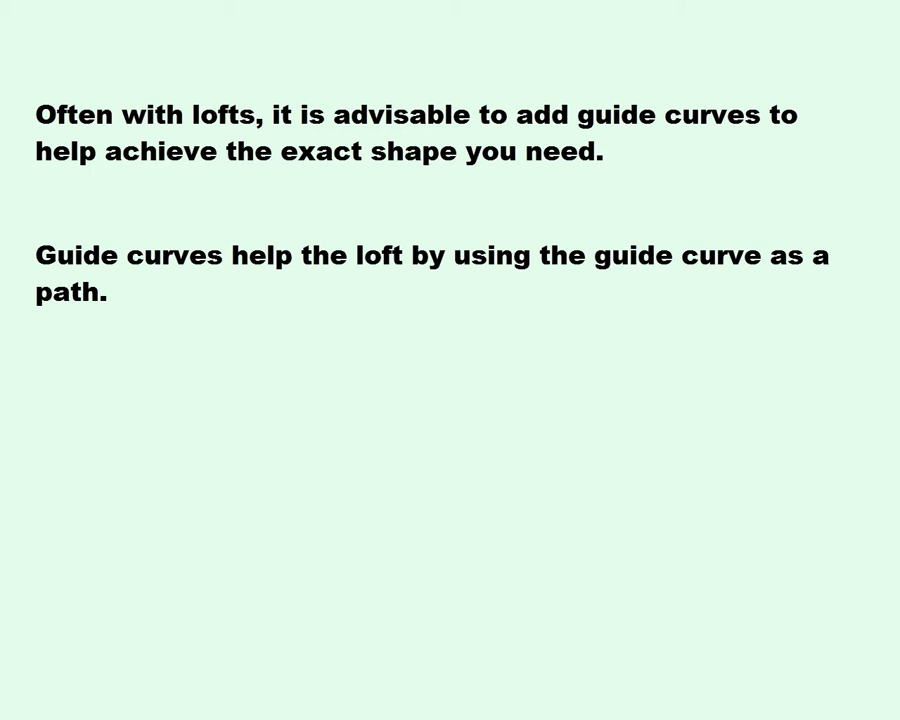 Often with lofts, it is advisable to add guide curves to
help achieve the exact shape you need.
Guide curves help the loft by using the guide curve as a
path.